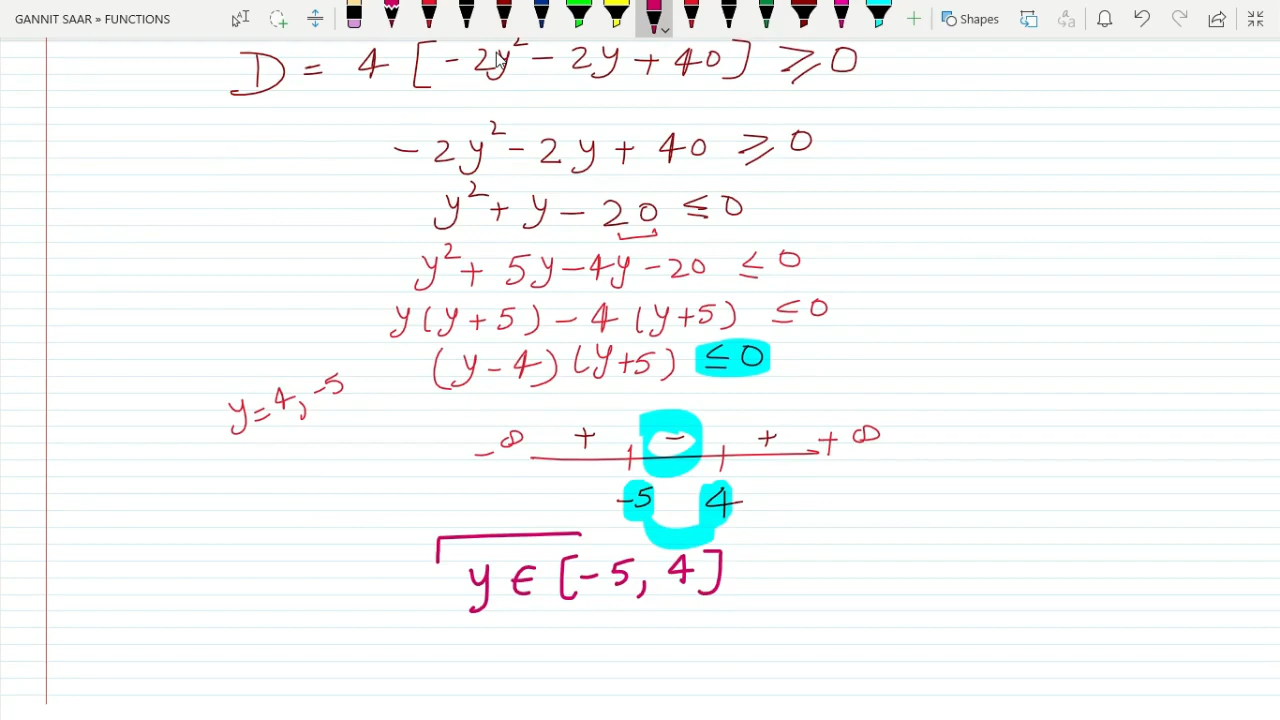 GANNIT SAAR » FUNCTIONS
Shapes
D = 4 [-2y² - 2y + 40] ≥ 0
-2y² - 2y + 40 ≥ 0
y² + y - 20 ≤ 0
y² + 5y - 4y - 20 ≤ 0
y(y+5) - 4(y+5) ≤ 0
(y-4)(y+5) ≤ 0
y = 4, -5
-∞ + - + +∞
-5 4
y ∈ [-5, 4]